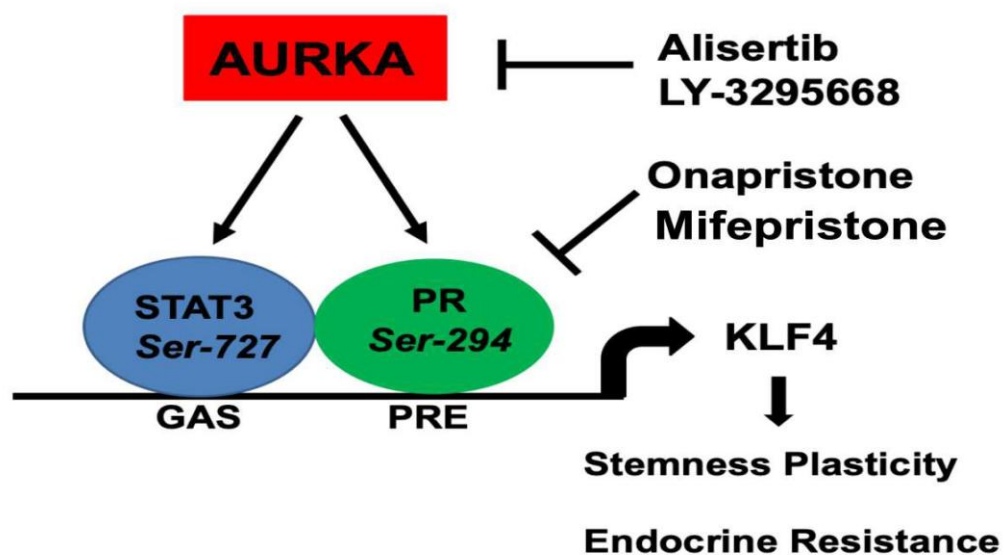 AURKA
Alisertib
LY-3295668
Onapristone
Mifepristone
STAT3
Ser-727
PR
Ser-294
KLF4
GAS
PRE
Stemness Plasticity
Endocrine Resistance